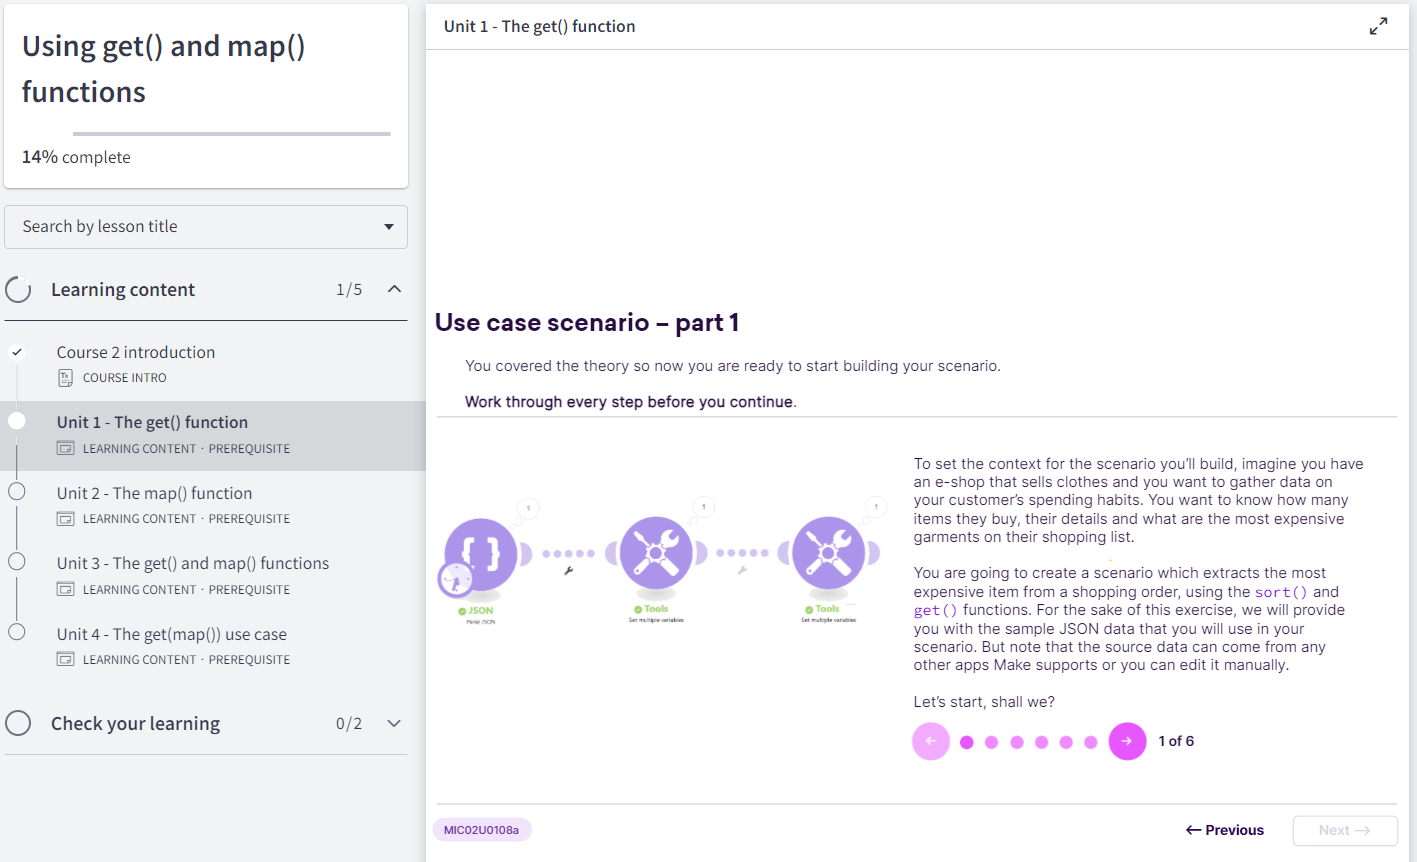 Using get() and map()
functions
14% complete
Search by lesson title
Learning content
1/5
Course 2 introduction
COURSE INTRO
Unit 1 - The get() function
LEARNING CONTENT · PREREQUISITE
Unit 2 - The map() function
LEARNING CONTENT · PREREQUISITE
Unit 3 - The get() and map() functions
LEARNING CONTENT · PREREQUISITE
Unit 4 - The get(map()) use case
LEARNING CONTENT · PREREQUISITE
Check your learning
0/2
Unit 1 - The get() function
Use case scenario – part 1
You covered the theory so now you are ready to start building your scenario.
Work through every step before you continue.
1
1
1
JSON
Parse JSON
Tools
Set multiple variables
Tools
Set multiple variables
To set the context for the scenario you'll build, imagine you have
an e-shop that sells clothes and you want to gather data on
your customer's spending habits. You want to know how many
items they buy, their details and what are the most expensive
garments on their shopping list.
You are going to create a scenario which extracts the most
expensive item from a shopping order, using the sort() and
get() functions. For the sake of this exercise, we will provide
you with the sample JSON data that you will use in your
scenario. But note that the source data can come from any
other apps Make supports or you can edit it manually.
Let's start, shall we?
1 of 6
MIC02U0108a
← Previous
Next →